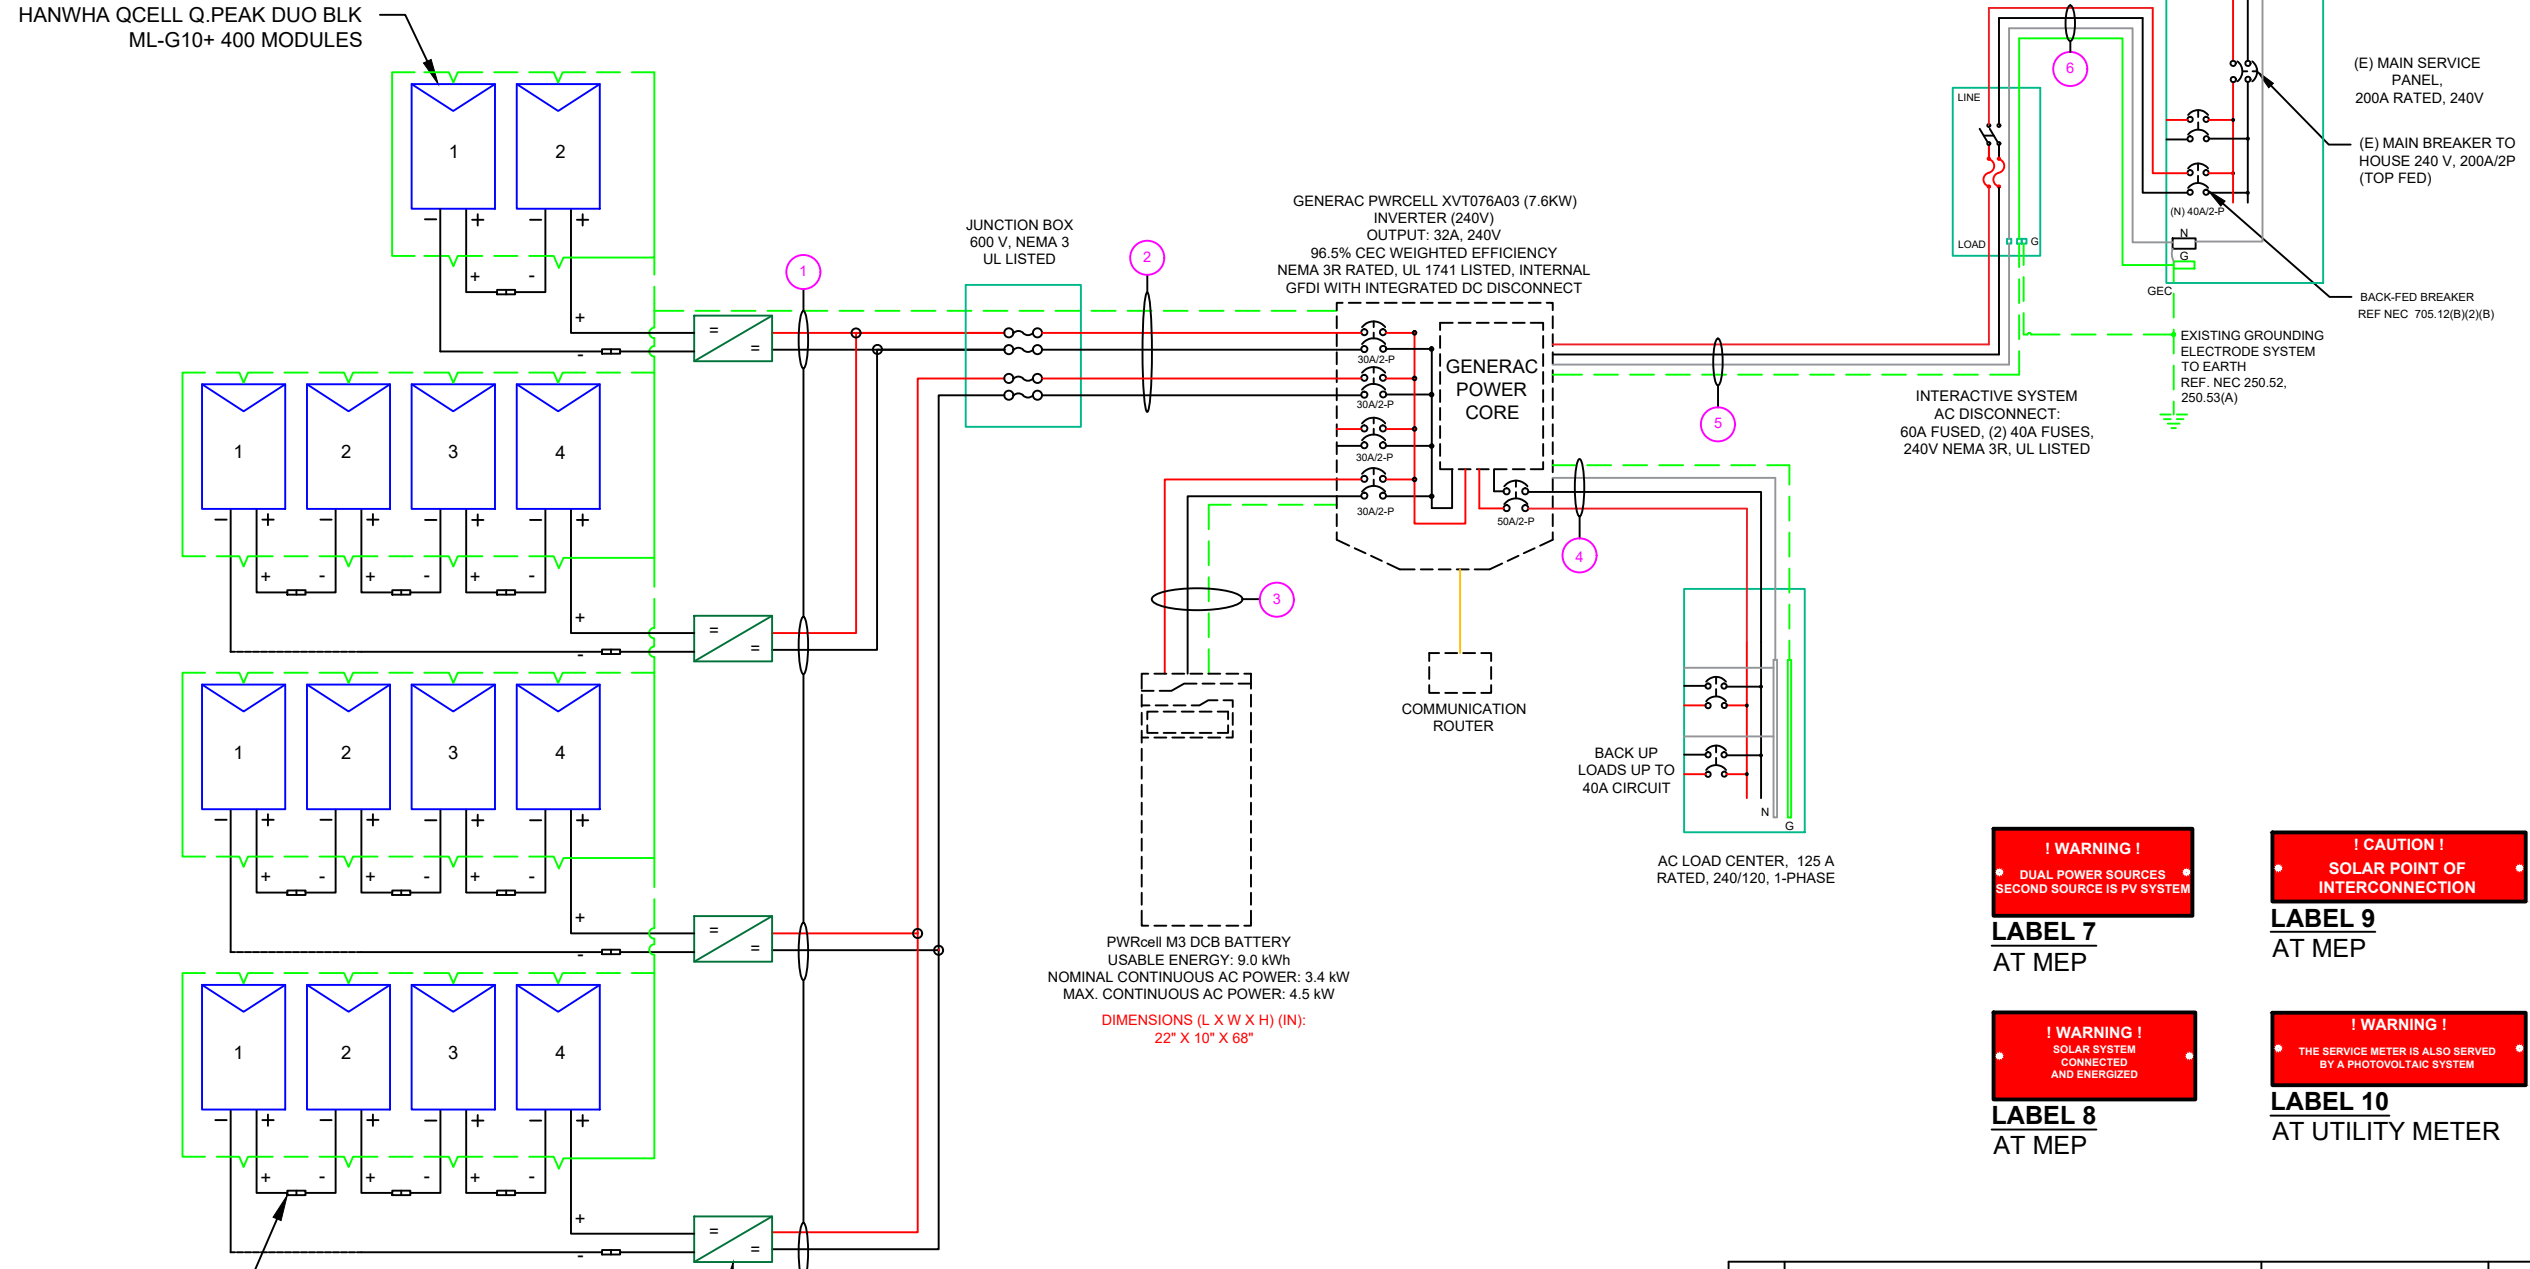 HANWHA QCELL Q.PEAK DUO BLK
ML-G10+ 400 MODULES
1
2
− + − +
+ -
+
-
1
2
3
4
− + − + − + − +
+ - + - + -
+
-
1
2
3
4
− + − + − + − +
+ - + - + -
+
-
1
2
3
4
− + − + − + − +
+ - + - + -
+
-
= =
= =
= =
= =
1
JUNCTION BOX
600 V, NEMA 3
UL LISTED
2
GENERAC PWRCELL XVT076A03 (7.6KW)
INVERTER (240V)
OUTPUT: 32A, 240V
96.5% CEC WEIGHTED EFFICIENCY
NEMA 3R RATED, UL 1741 LISTED, INTERNAL
GFDI WITH INTEGRATED DC DISCONNECT
30A/2-P
30A/2-P
30A/2-P
30A/2-P
GENERAC
POWER
CORE
50A/2-P
3
4
5
6
COMMUNICATION
ROUTER
PWRcell M3 DCB BATTERY
USABLE ENERGY: 9.0 kWh
NOMINAL CONTINUOUS AC POWER: 3.4 kW
MAX. CONTINUOUS AC POWER: 4.5 kW
DIMENSIONS (L X W X H) (IN):
22" X 10" X 68"
BACK UP
LOADS UP TO
40A CIRCUIT
N
G
AC LOAD CENTER, 125 A
RATED, 240/120, 1-PHASE
LINE
LOAD
G
INTERACTIVE SYSTEM
AC DISCONNECT:
60A FUSED, (2) 40A FUSES,
240V NEMA 3R, UL LISTED
(E) MAIN SERVICE
PANEL,
200A RATED, 240V
(E) MAIN BREAKER TO
HOUSE 240 V, 200A/2P
(TOP FED)
(N) 40A/2-P
N
G
GEC
BACK-FED BREAKER
REF NEC 705.12(B)(2)(B)
EXISTING GROUNDING
ELECTRODE SYSTEM
TO EARTH
REF. NEC 250.52,
250.53(A)
! WARNING !
DUAL POWER SOURCES
SECOND SOURCE IS PV SYSTEM
LABEL 7
AT MEP
! CAUTION !
SOLAR POINT OF
INTERCONNECTION
LABEL 9
AT MEP
! WARNING !
SOLAR SYSTEM
CONNECTED
AND ENERGIZED
LABEL 8
AT MEP
! WARNING !
THE SERVICE METER IS ALSO SERVED
BY A PHOTOVOLTAIC SYSTEM
LABEL 10
AT UTILITY METER